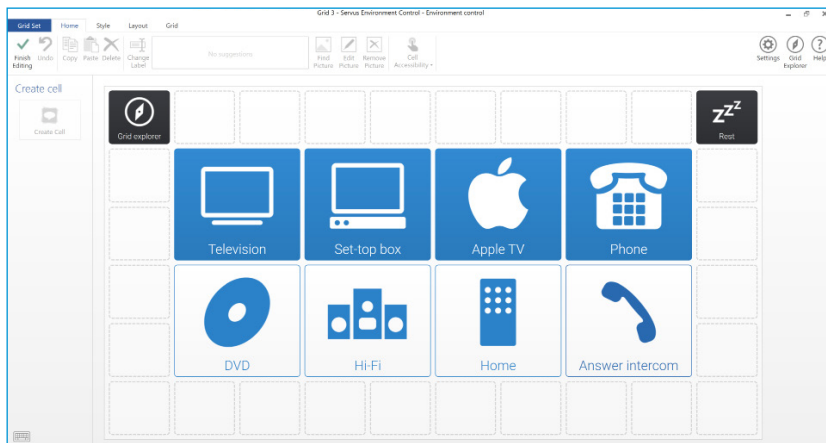 Grid 3 - Servus Environment Control - Environment control
Grid Set Home Style Layout Grid
Finish Editing
Undo
Copy
Paste
Delete
Change Label
No suggestions
Find Picture
Edit Picture
Remove Picture
Cell Accessibility
Settings
Grid Explorer
Help
Create cell
Create Cell
Grid explorer
zzz
Rest
Television
Set-top box
Apple TV
Phone
DVD
Hi-Fi
Home
Answer intercom